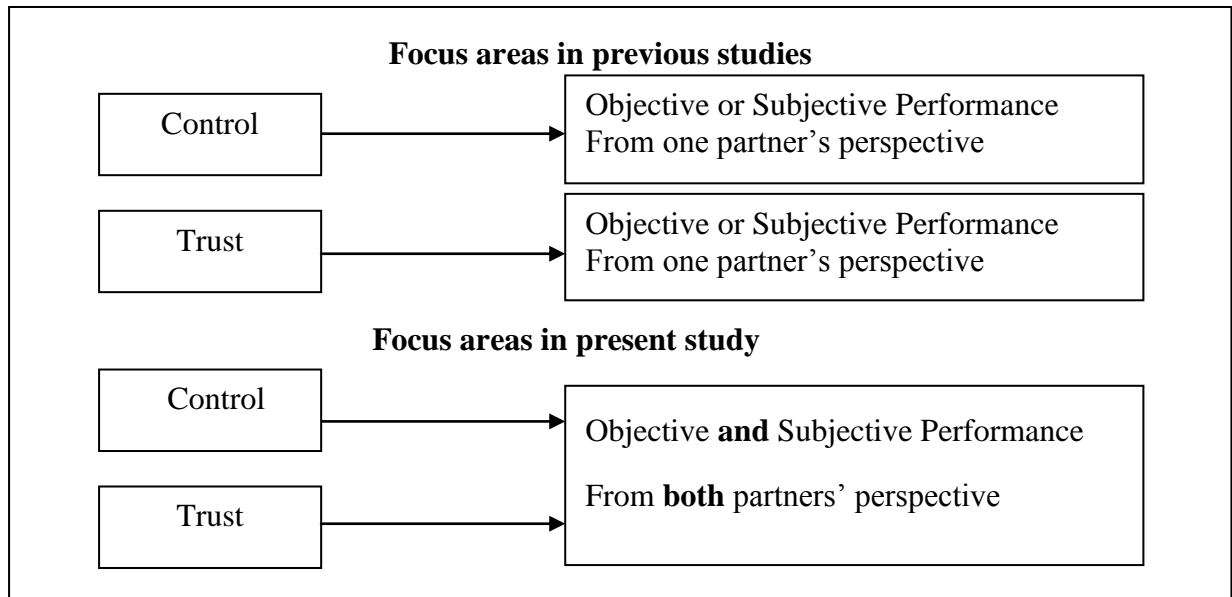 Focus areas in previous studies
Control
Objective or Subjective Performance
From one partner’s perspective
Trust
Objective or Subjective Performance
From one partner’s perspective
Focus areas in present study
Control
Objective and Subjective Performance
From both partners’ perspective
Trust